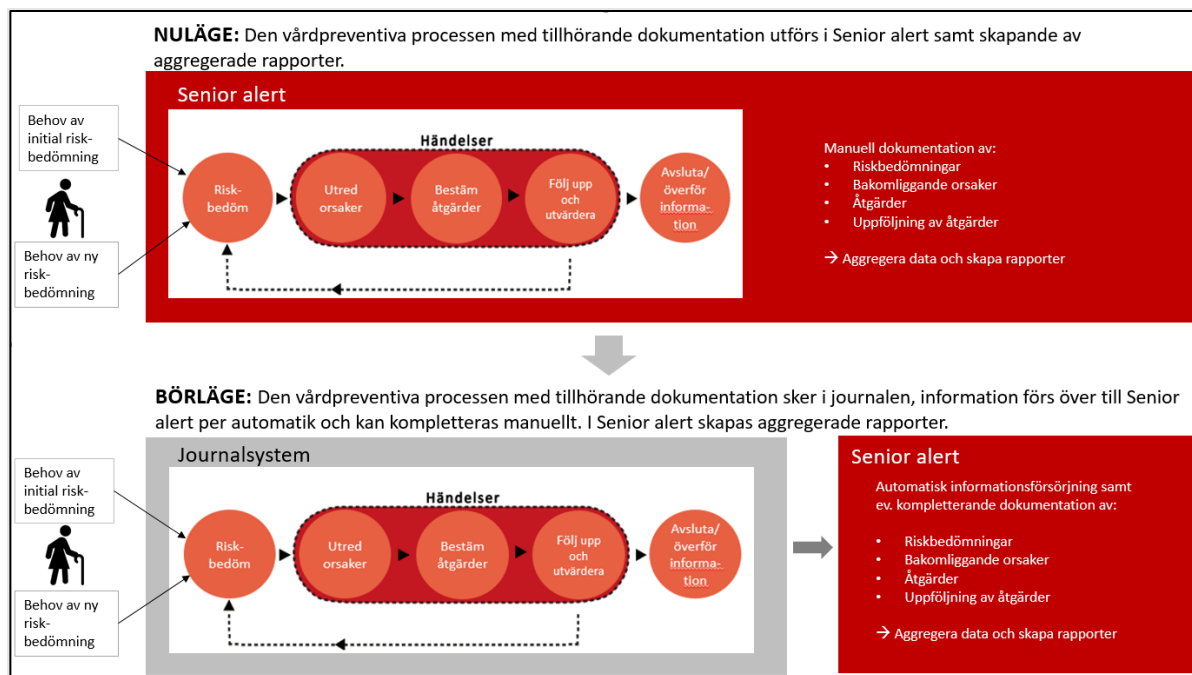 NULÄGE: Den vårdpreventiva processen med tillhörande dokumentation utförs i Senior alert samt skapande av
aggregerade rapporter.
Senior alert
Behov av
initial risk-
bedömning
Behov av ny
risk-
bedömning
Händelser
Risk-
bedöm
Utred
orsaker
Bestäm
åtgärder
Följ upp
och
utvärdera
Avsluta/
överför
informa-
tion
Manuell dokumentation av:
• Riskbedömningar
• Bakomliggande orsaker
• Åtgärder
• Uppföljning av åtgärder
→ Aggregera data och skapa rapporter
BÖRLÄGE: Den vårdpreventiva processen med tillhörande dokumentation sker i journalen, information förs över till Senior
alert per automatik och kan kompletteras manuellt. I Senior alert skapas aggregerade rapporter.
Journalsystem
Behov av
initial risk-
bedömning
Behov av ny
risk-
bedömning
Händelser
Risk-
bedöm
Utred
orsaker
Bestäm
åtgärder
Följ upp
och
utvärdera
Avsluta/
överför
informa-
tion
Senior alert
Automatisk informationsförsörjning samt
ev. kompletterande dokumentation av:
• Riskbedömningar
• Bakomliggande orsaker
• Åtgärder
• Uppföljning av åtgärder
→ Aggregera data och skapa rapporter